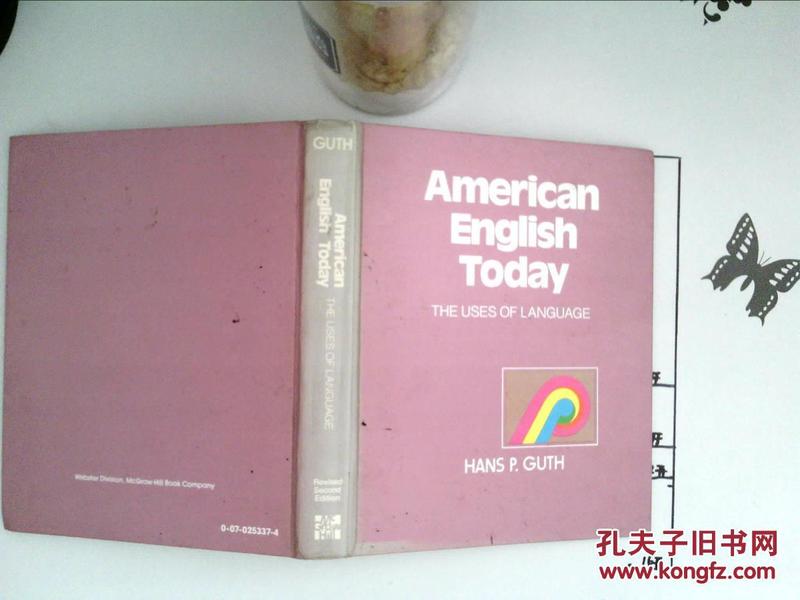 American
English
Today
THE USES OF LANGUAGE
HANS P. GUTH
GUTH
American
English Today
THE USES OF LANGUAGE
Revised
Second
Edition
Webster Division, McGraw-Hill Book Company
0-07-025337-4
孔夫子旧书网
www.kongfz.com